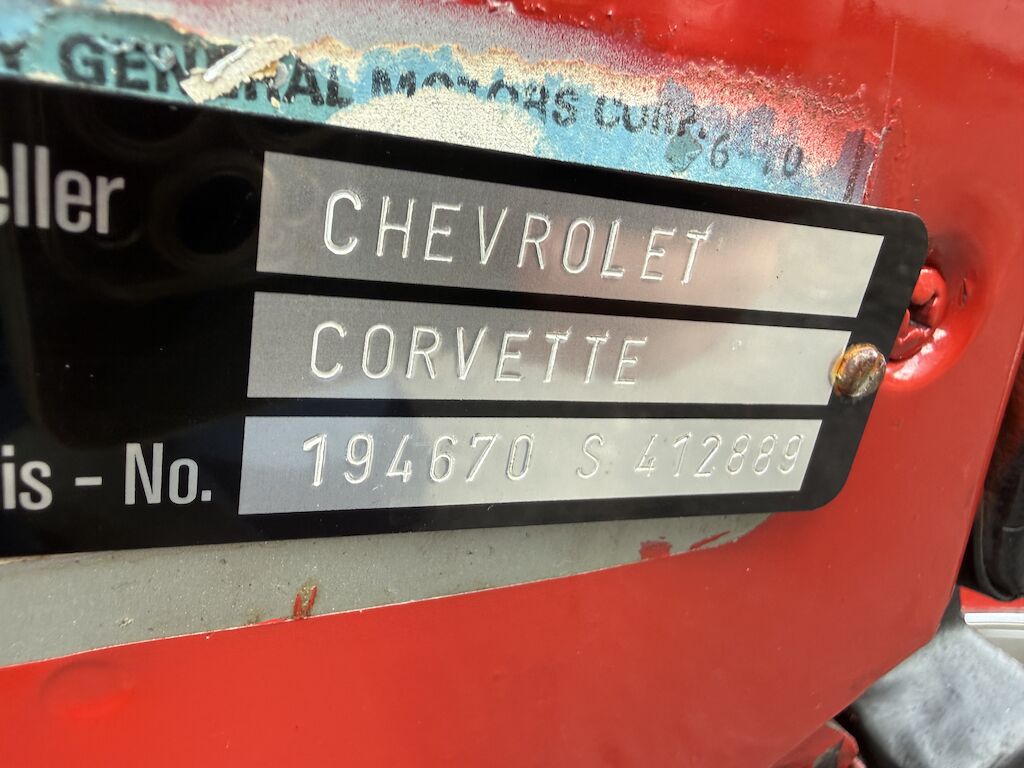 Y GENERAL MOTORS CORP.
eller CHEVROLET
CORVETTE
is - No. 194670 S 412889